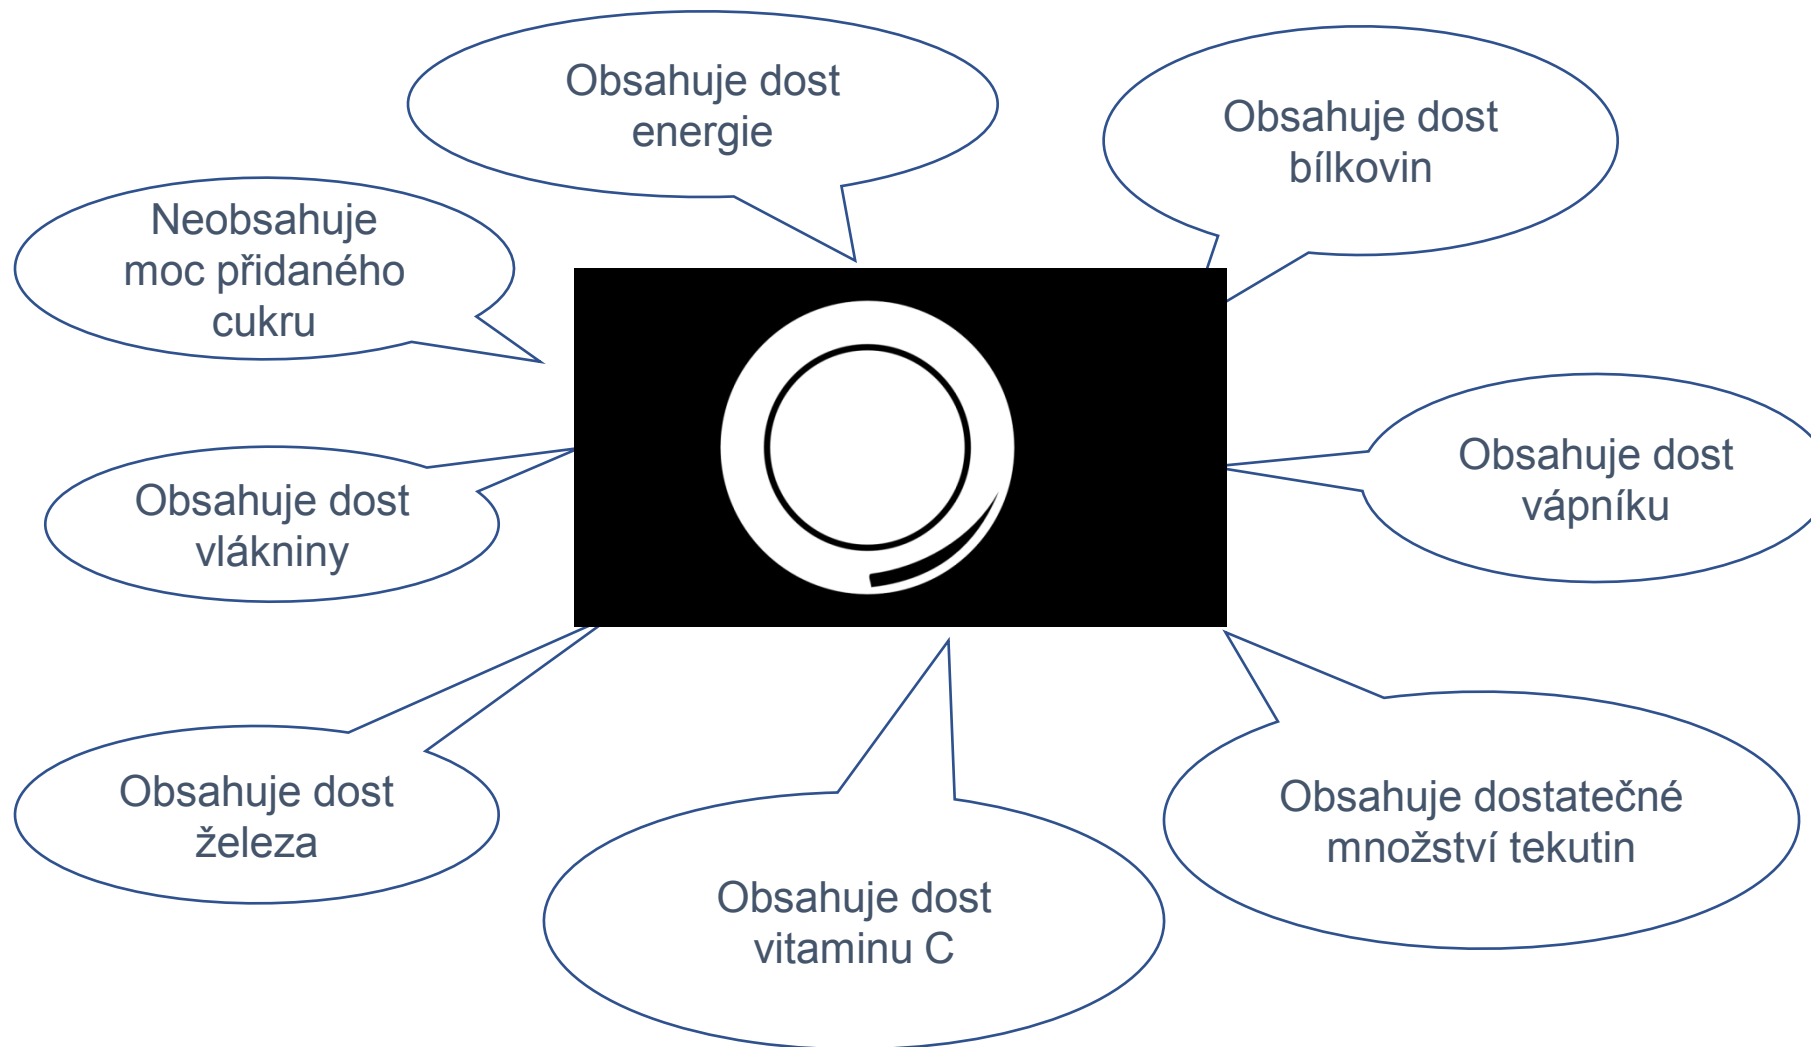 Obsahuje dost
energie
Obsahuje dost
bílkovin
Neobsahuje
moc přidaného
cukru
Obsahuje dost
vápníku
Obsahuje dost
vlákniny
Obsahuje dost
železa
Obsahuje dostatečné
množství tekutin
Obsahuje dost
vitaminu C